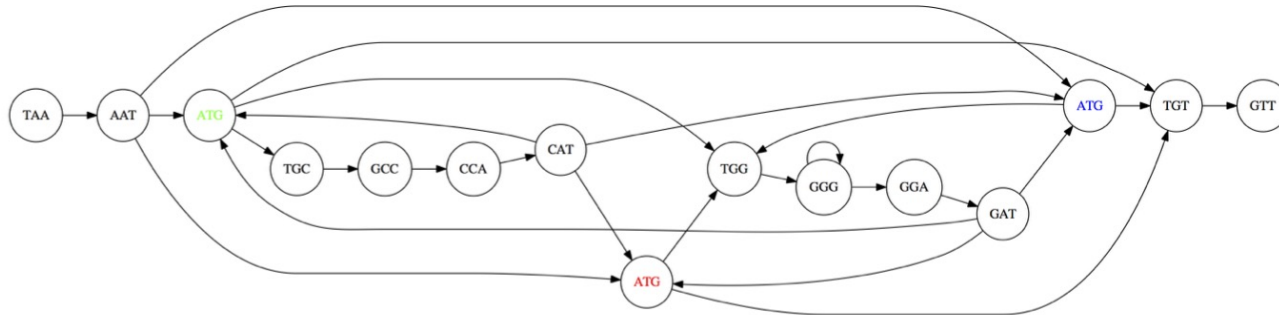 TAA
AAT
ATG
TGC
GCC
CCA
CAT
ATG
TGG
GGG
GGA
GAT
ATG
TGT
GTT